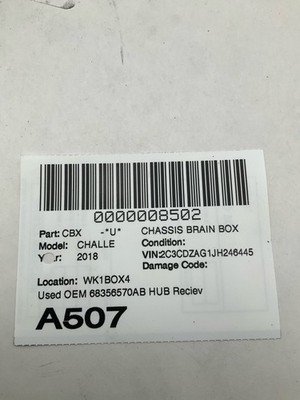 0000008502
Part: CBX -*U* CHASSIS BRAIN BOX
Model: CHALLE Condition:
Year: 2018 VIN:2C3CDZAG1JH246445
Damage Code:
Location: WK1BOX4
Used OEM 68356570AB HUB Reciev
A507